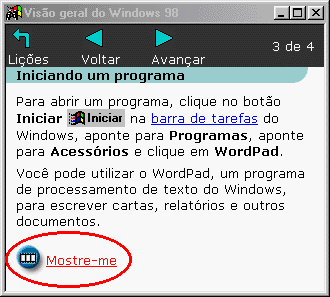 Visão geral do Windows 98
Lições Voltar Avançar 3 de 4
Iniciando um programa
Para abrir um programa, clique no botão
Iniciar Iniciar na barra de tarefas do
Windows, aponte para Programas, aponte
para Acessórios e clique em WordPad.
Você pode utilizar o WordPad, um programa
de processamento de texto do Windows,
para escrever cartas, relatórios e outros
documentos.
Mostre-me